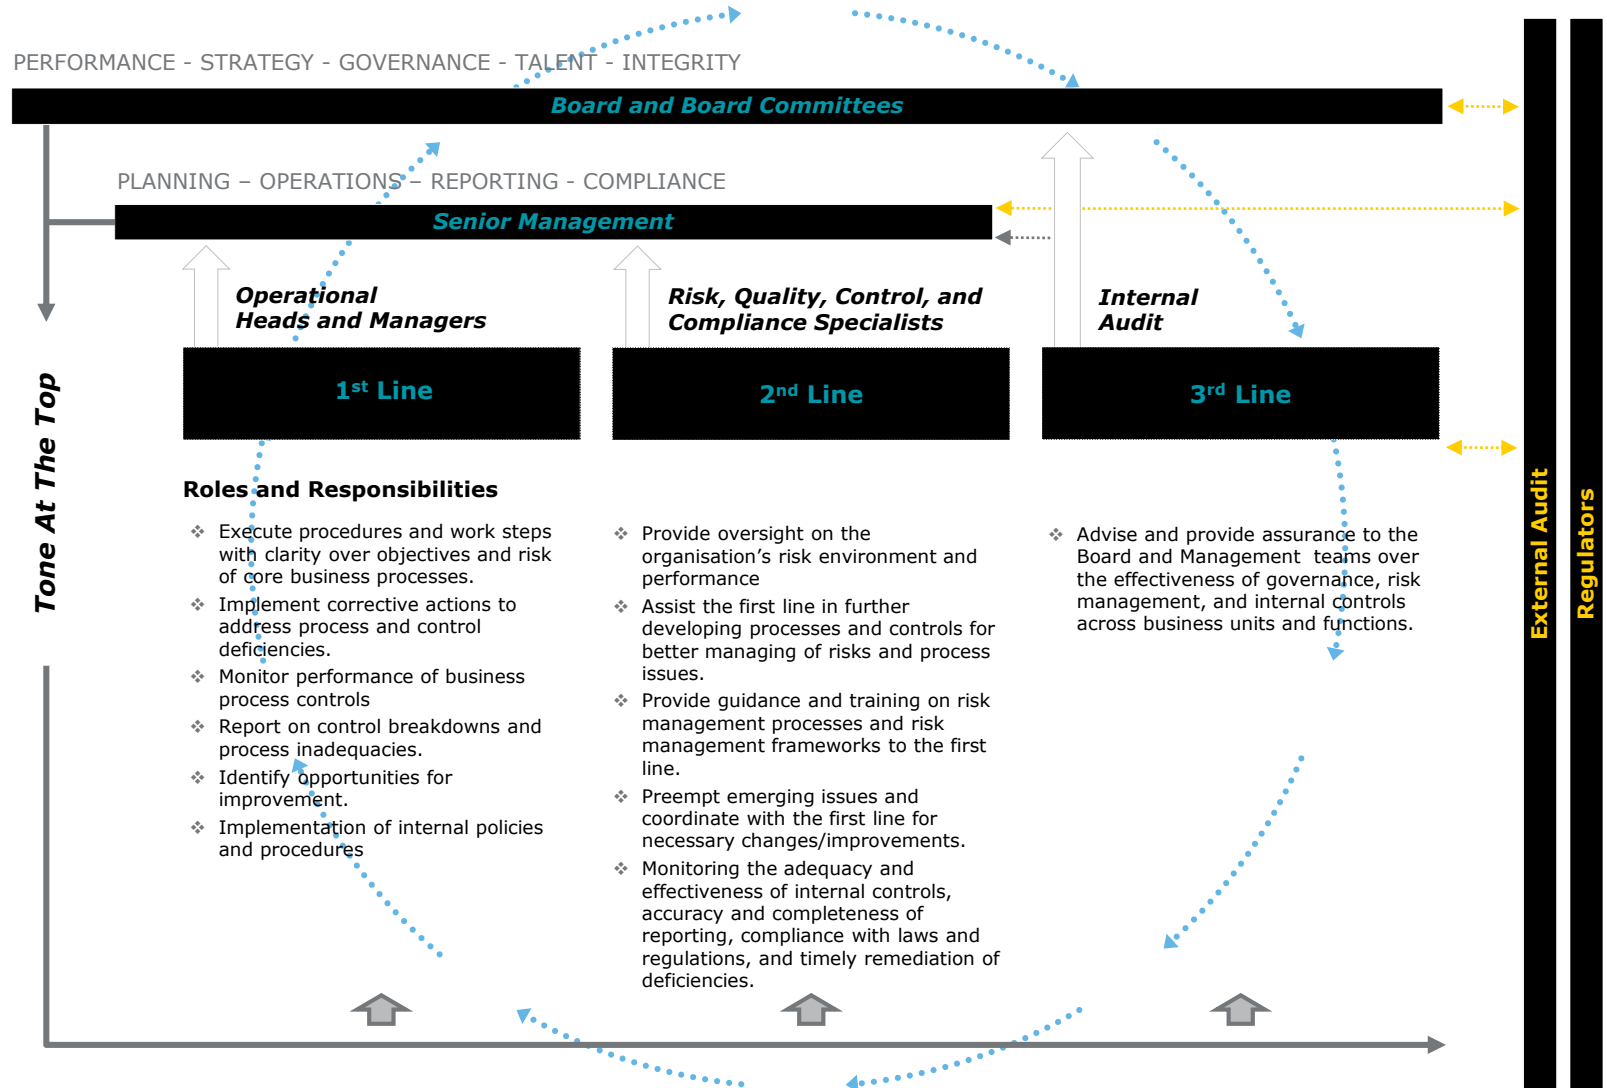 PERFORMANCE - STRATEGY - GOVERNANCE - TALENT - INTEGRITY
Board and Board Committees
PLANNING – OPERATIONS – REPORTING - COMPLIANCE
Senior Management
Operational
Heads and Managers
Risk, Quality, Control, and
Compliance Specialists
Internal
Audit
1st Line
2nd Line
3rd Line
Tone At The Top
Roles and Responsibilities
Execute procedures and work steps
with clarity over objectives and risk
of core business processes.
Implement corrective actions to
address process and control
deficiencies.
Monitor performance of business
process controls
Report on control breakdowns and
process inadequacies.
Identify opportunities for
improvement.
Implementation of internal policies
and procedures
Provide oversight on the
organisation’s risk environment and
performance
Assist the first line in further
developing processes and controls for
better managing of risks and process
issues.
Provide guidance and training on risk
management processes and risk
management frameworks to the first
line.
Preempt emerging issues and
coordinate with the first line for
necessary changes/improvements.
Monitoring the adequacy and
effectiveness of internal controls,
accuracy and completeness of
reporting, compliance with laws and
regulations, and timely remediation of
deficiencies.
Advise and provide assurance to the
Board and Management  teams over
the effectiveness of governance, risk
management, and internal controls
across business units and functions.
External Audit
Regulators